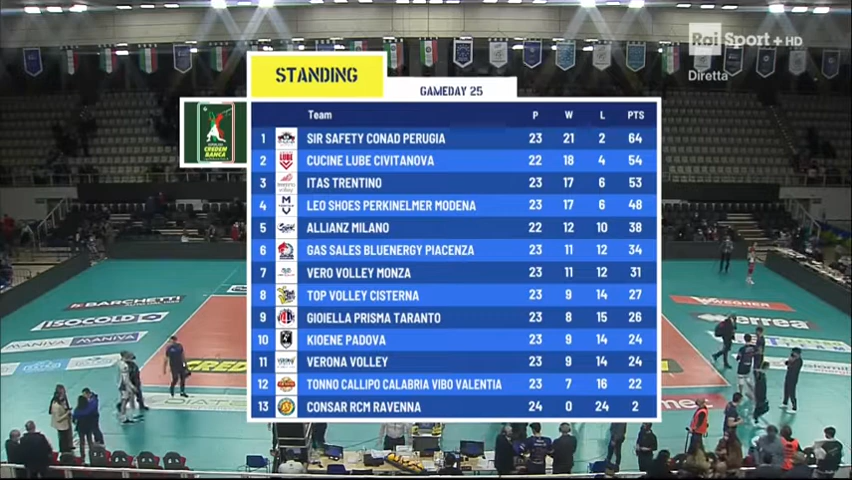 Rai Sport + HD
Diretta
STANDING
GAMEDAY 25
Team P W L PTS
CREDEM
BANCA
1 SIR SAFETY CONAD PERUGIA 23 21 2 64
2 CUCINE LUBE CIVITANOVA 22 18 4 54
3 ITAS TRENTINO 23 17 6 53
4 LEO SHOES PERKINELMER MODENA 23 17 6 48
5 ALLIANZ MILANO 22 12 10 38
6 GAS SALES BLUENERGY PIACENZA 23 11 12 34
7 VERO VOLLEY MONZA 23 11 12 31
8 TOP VOLLEY CISTERNA 23 9 14 27
9 GIOIELLA PRISMA TARANTO 23 8 15 26
10 KIOENE PADOVA 23 9 14 24
11 VERONA VOLLEY 23 9 14 24
12 TONNO CALLIPO CALABRIA VIBO VALENTIA 23 7 16 22
13 CONSAR RCM RAVENNA 24 0 24 2
BARCHETTI
ISOCOLD
WEGHER
errea